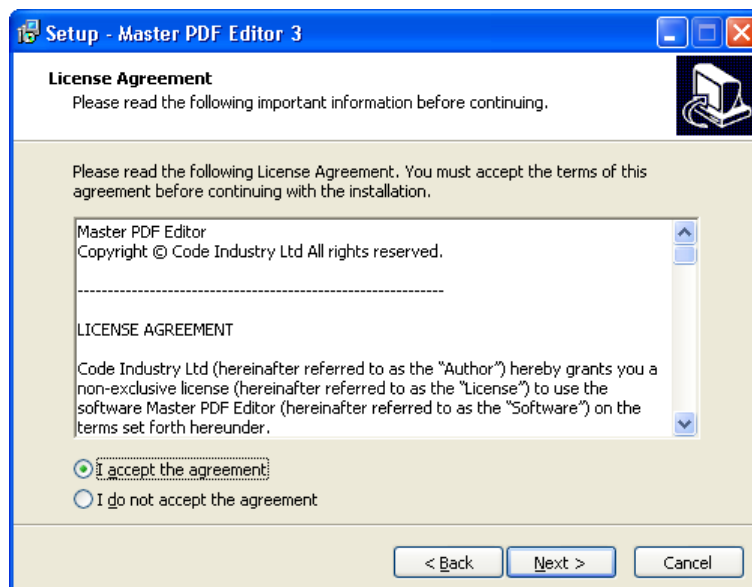 Setup - Master PDF Editor 3
License Agreement
Please read the following important information before continuing.
Please read the following License Agreement. You must accept the terms of this
agreement before continuing with the installation.
Master PDF Editor
Copyright © Code Industry Ltd All rights reserved.
-------------------------------------------------------------
LICENSE AGREEMENT
Code Industry Ltd (hereinafter referred to as the “Author”) hereby grants you a
non-exclusive license (hereinafter referred to as the “License”) to use the
software Master PDF Editor (hereinafter referred to as the “Software”) on the
terms set forth hereunder.
I accept the agreement
I do not accept the agreement
< Back
Next >
Cancel